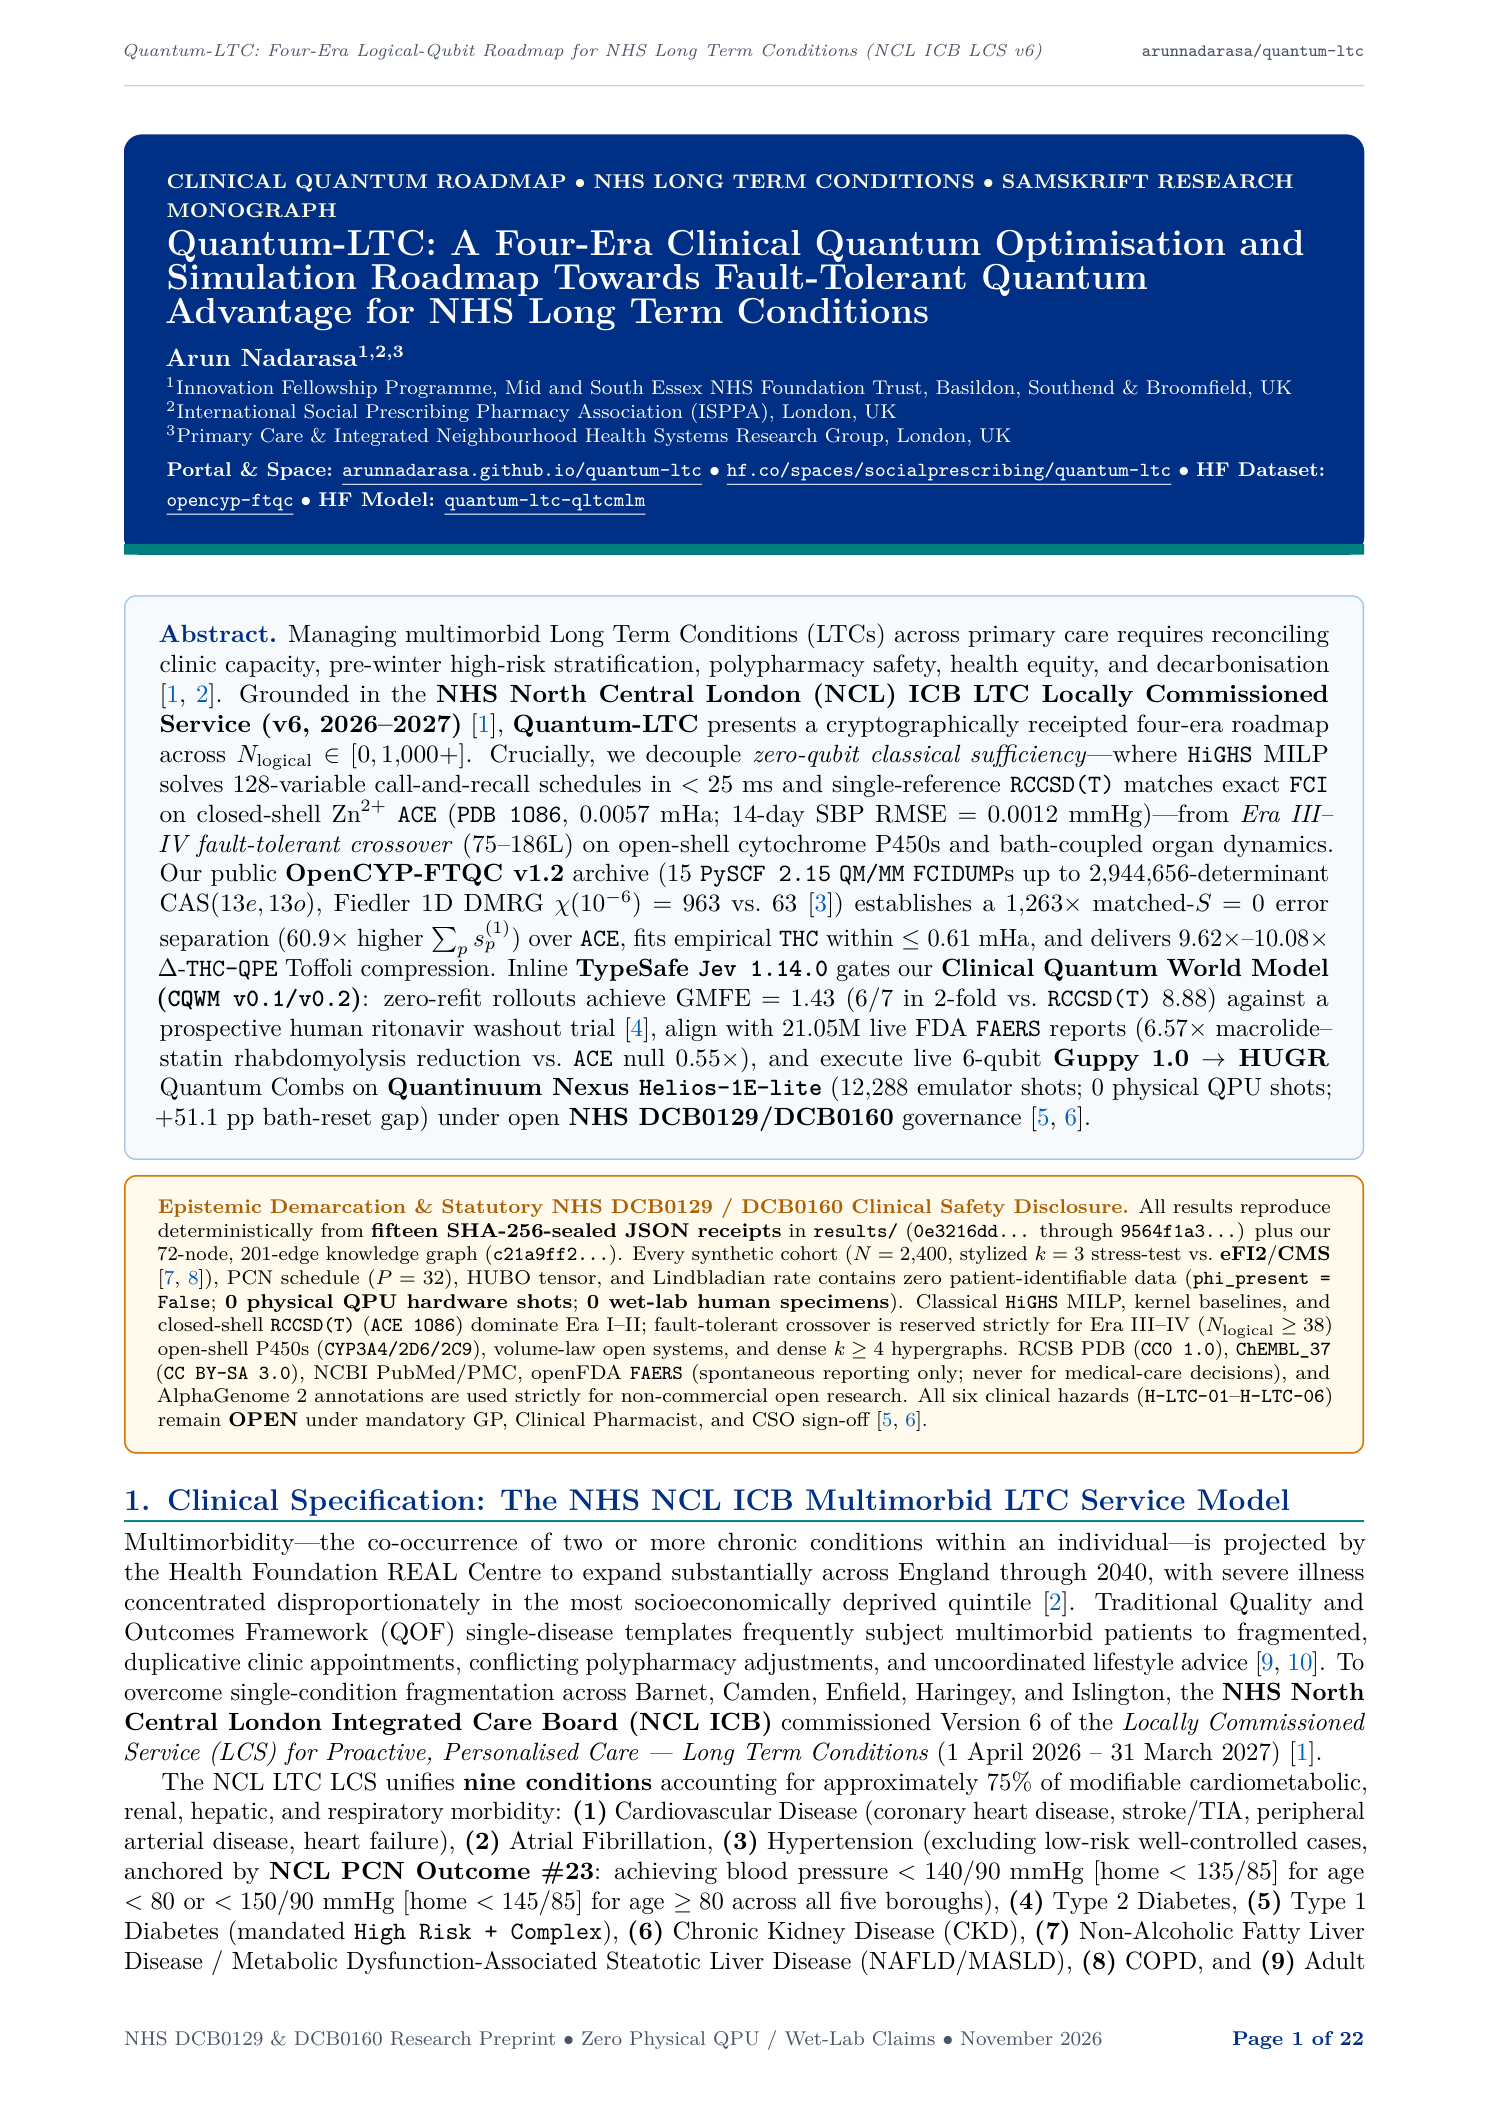 Quantum-LTC: Four-Era Logical-Qubit Roadmap for NHS Long Term Conditions (NCL ICB LCS v6) arunnadarasa/quantum-ltc
CLINICAL QUANTUM ROADMAP • NHS LONG TERM CONDITIONS • SAMSKRIFT RESEARCH
MONOGRAPH
Quantum-LTC: A Four-Era Clinical Quantum Optimisation and
Simulation Roadmap Towards Fault-Tolerant Quantum
Advantage for NHS Long Term Conditions
Arun Nadarasa1,2,3
1Innovation Fellowship Programme, Mid and South Essex NHS Foundation Trust, Basildon, Southend & Broomfield, UK
2International Social Prescribing Pharmacy Association (ISPPA), London, UK
3Primary Care & Integrated Neighbourhood Health Systems Research Group, London, UK
Portal & Space: arunnadarasa.github.io/quantum-ltc • hf.co/spaces/socialprescribing/quantum-ltc • HF Dataset:
opencyp-ftqc • HF Model: quantum-ltc-qltcmlm
Abstract. Managing multimorbid Long Term Conditions (LTCs) across primary care requires reconciling
clinic capacity, pre-winter high-risk stratification, polypharmacy safety, health equity, and decarbonisation
[1, 2]. Grounded in the NHS North Central London (NCL) ICB LTC Locally Commissioned
Service (v6, 2026–2027) [1], Quantum-LTC presents a cryptographically receipted four-era roadmap
across Nlogical ∈ [0, 1,000+]. Crucially, we decouple zero-qubit classical sufficiency—where HiGHS MILP
solves 128-variable call-and-recall schedules in < 25 ms and single-reference RCCSD(T) matches exact FCI
on closed-shell Zn2+ ACE (PDB 1O86, 0.0057 mHa; 14-day SBP RMSE = 0.0012 mmHg)—from Era III–
IV fault-tolerant crossover (75–186L) on open-shell cytochrome P450s and bath-coupled organ dynamics.
Our public OpenCYP-FTQC v1.2 archive (15 PySCF 2.15 QM/MM FCIDUMPs up to 2,944,656-determinant
CAS(13e, 13o), Fiedler 1D DMRG χ(10−6) = 963 vs. 63 [3]) establishes a 1,263× matched-S = 0 error
separation (60.9× higher ∑p sp(1)) over ACE, fits empirical THC within ≤ 0.61 mHa, and delivers 9.62×–10.08×
Δ-THC-QPE Toffoli compression. Inline TypeSafe Jev 1.14.0 gates our Clinical Quantum World Model
(CQWM v0.1/v0.2): zero-refit rollouts achieve GMFE = 1.43 (6/7 in 2-fold vs. RCCSD(T) 8.88) against a
prospective human ritonavir washout trial [4], align with 21.05M live FDA FAERS reports (6.57× macrolide–
statin rhabdomyolysis reduction vs. ACE null 0.55×), and execute live 6-qubit Guppy 1.0 → HUGR
Quantum Combs on Quantinuum Nexus Helios-1E-lite (12,288 emulator shots; 0 physical QPU shots;
+51.1 pp bath-reset gap) under open NHS DCB0129/DCB0160 governance [5, 6].
Epistemic Demarcation & Statutory NHS DCB0129 / DCB0160 Clinical Safety Disclosure. All results reproduce
deterministically from fifteen SHA-256-sealed JSON receipts in results/ (0e3216dd... through 9564f1a3...) plus our
72-node, 201-edge knowledge graph (c21a9ff2...). Every synthetic cohort (N = 2,400, stylized k = 3 stress-test vs. eFI2/CMS
[7, 8]), PCN schedule (P = 32), HUBO tensor, and Lindbladian rate contains zero patient-identifiable data (phi_present =
False; 0 physical QPU hardware shots; 0 wet-lab human specimens). Classical HiGHS MILP, kernel baselines, and
closed-shell RCCSD(T) (ACE 1O86) dominate Era I–II; fault-tolerant crossover is reserved strictly for Era III–IV (Nlogical ≥ 38)
open-shell P450s (CYP3A4/2D6/2C9), volume-law open systems, and dense k ≥ 4 hypergraphs. RCSB PDB (CC0 1.0), ChEMBL_37
(CC BY-SA 3.0), NCBI PubMed/PMC, openFDA FAERS (spontaneous reporting only; never for medical-care decisions), and
AlphaGenome 2 annotations are used strictly for non-commercial open research. All six clinical hazards (H-LTC-01–H-LTC-06)
remain OPEN under mandatory GP, Clinical Pharmacist, and CSO sign-off [5, 6].
1. Clinical Specification: The NHS NCL ICB Multimorbid LTC Service Model
Multimorbidity—the co-occurrence of two or more chronic conditions within an individual—is projected by
the Health Foundation REAL Centre to expand substantially across England through 2040, with severe illness
concentrated disproportionately in the most socioeconomically deprived quintile [2]. Traditional Quality and
Outcomes Framework (QOF) single-disease templates frequently subject multimorbid patients to fragmented,
duplicative clinic appointments, conflicting polypharmacy adjustments, and uncoordinated lifestyle advice [9, 10]. To
overcome single-condition fragmentation across Barnet, Camden, Enfield, Haringey, and Islington, the NHS North
Central London Integrated Care Board (NCL ICB) commissioned Version 6 of the Locally Commissioned
Service (LCS) for Proactive, Personalised Care — Long Term Conditions (1 April 2026 – 31 March 2027) [1].
The NCL LTC LCS unifies nine conditions accounting for approximately 75% of modifiable cardiometabolic,
renal, hepatic, and respiratory morbidity: (1) Cardiovascular Disease (coronary heart disease, stroke/TIA, peripheral
arterial disease, heart failure), (2) Atrial Fibrillation, (3) Hypertension (excluding low-risk well-controlled cases,
anchored by NCL PCN Outcome #23: achieving blood pressure < 140/90 mmHg [home < 135/85] for age
< 80 or < 150/90 mmHg [home < 145/85] for age ≥ 80 across all five boroughs), (4) Type 2 Diabetes, (5) Type 1
Diabetes (mandated High Risk + Complex), (6) Chronic Kidney Disease (CKD), (7) Non-Alcoholic Fatty Liver
Disease / Metabolic Dysfunction-Associated Steatotic Liver Disease (NAFLD/MASLD), (8) COPD, and (9) Adult
NHS DCB0129 & DCB0160 Research Preprint • Zero Physical QPU / Wet-Lab Claims • November 2026 Page 1 of 22